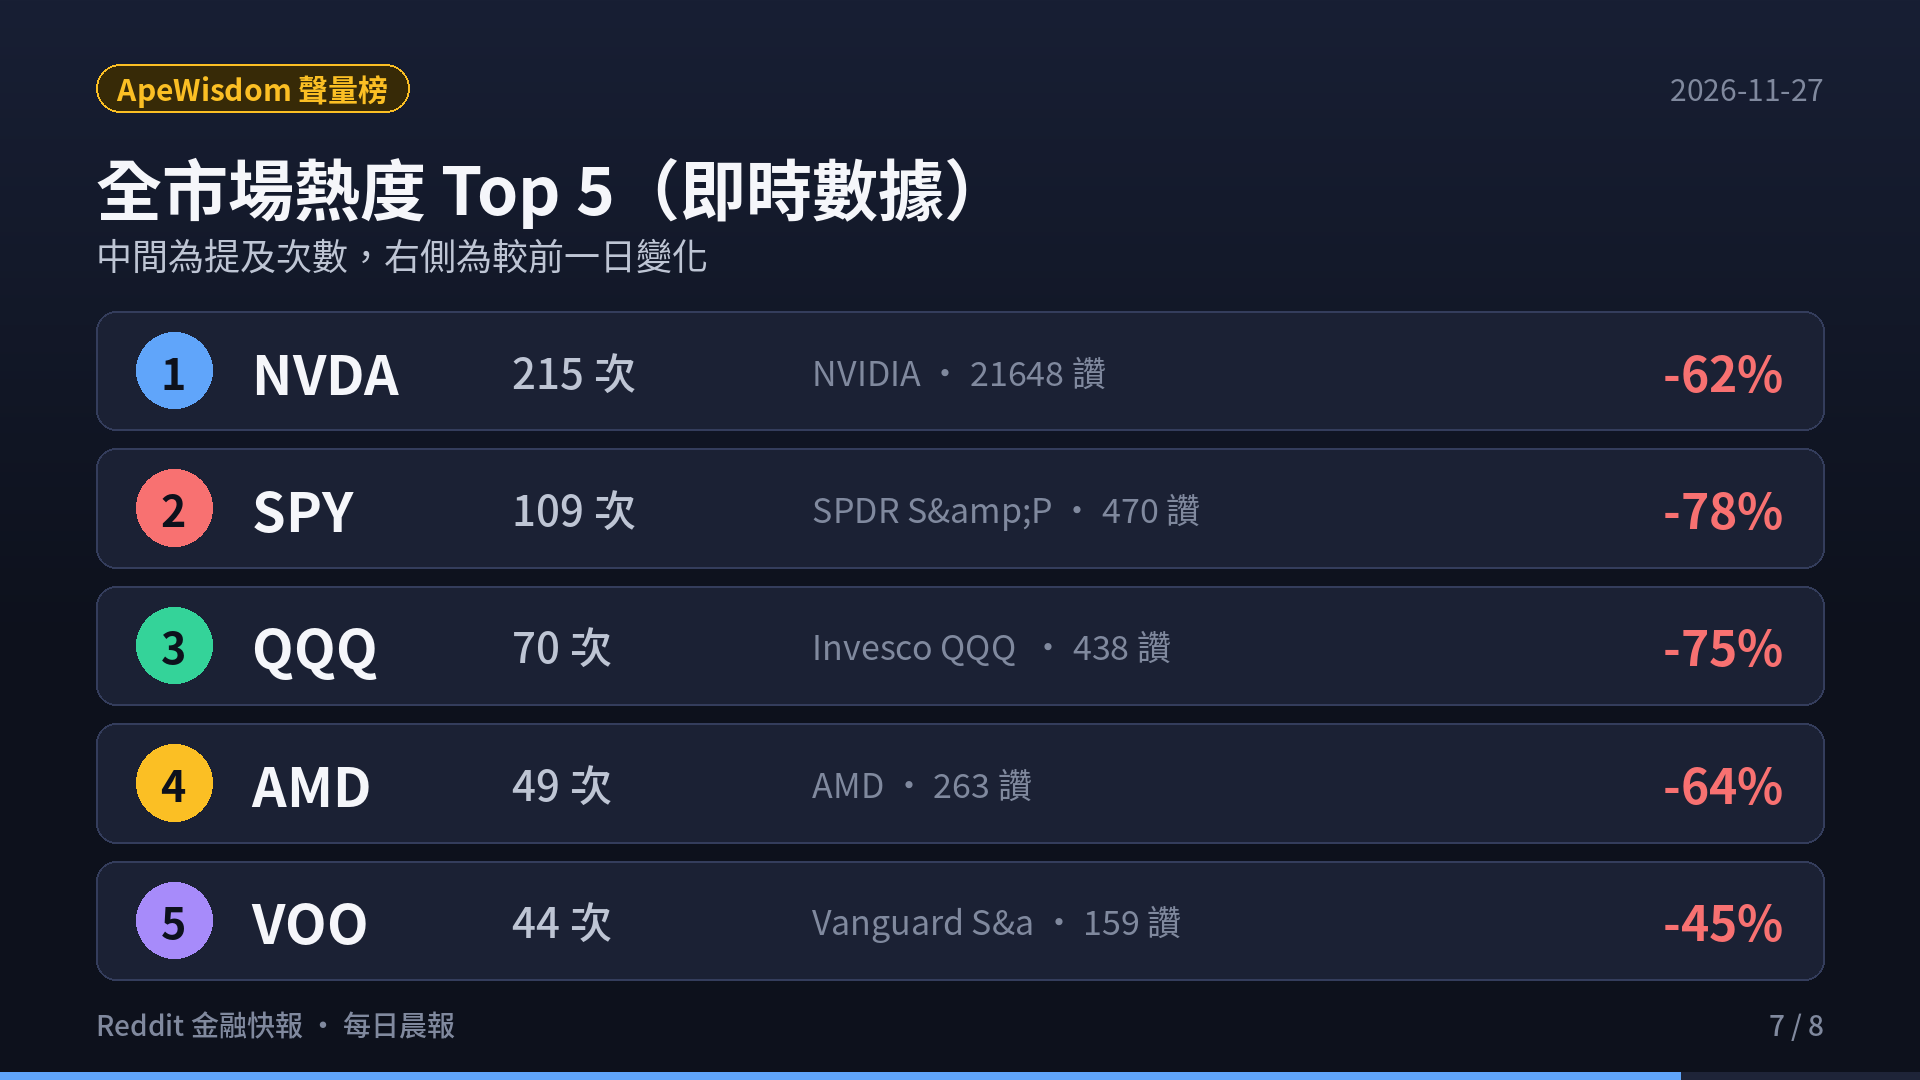 ApeWisdom 聲量榜
2026-11-27
全市場熱度 Top 5（即時數據）
中間為提及次數，右側為較前一日變化
1 NVDA 215 次 NVIDIA · 21648 讚 -62%
2 SPY 109 次 SPDR S&amp;P · 470 讚 -78%
3 QQQ 70 次 Invesco QQQ · 438 讚 -75%
4 AMD 49 次 AMD · 263 讚 -64%
5 VOO 44 次 Vanguard S&a · 159 讚 -45%
Reddit 金融快報 · 每日晨報
7 / 8